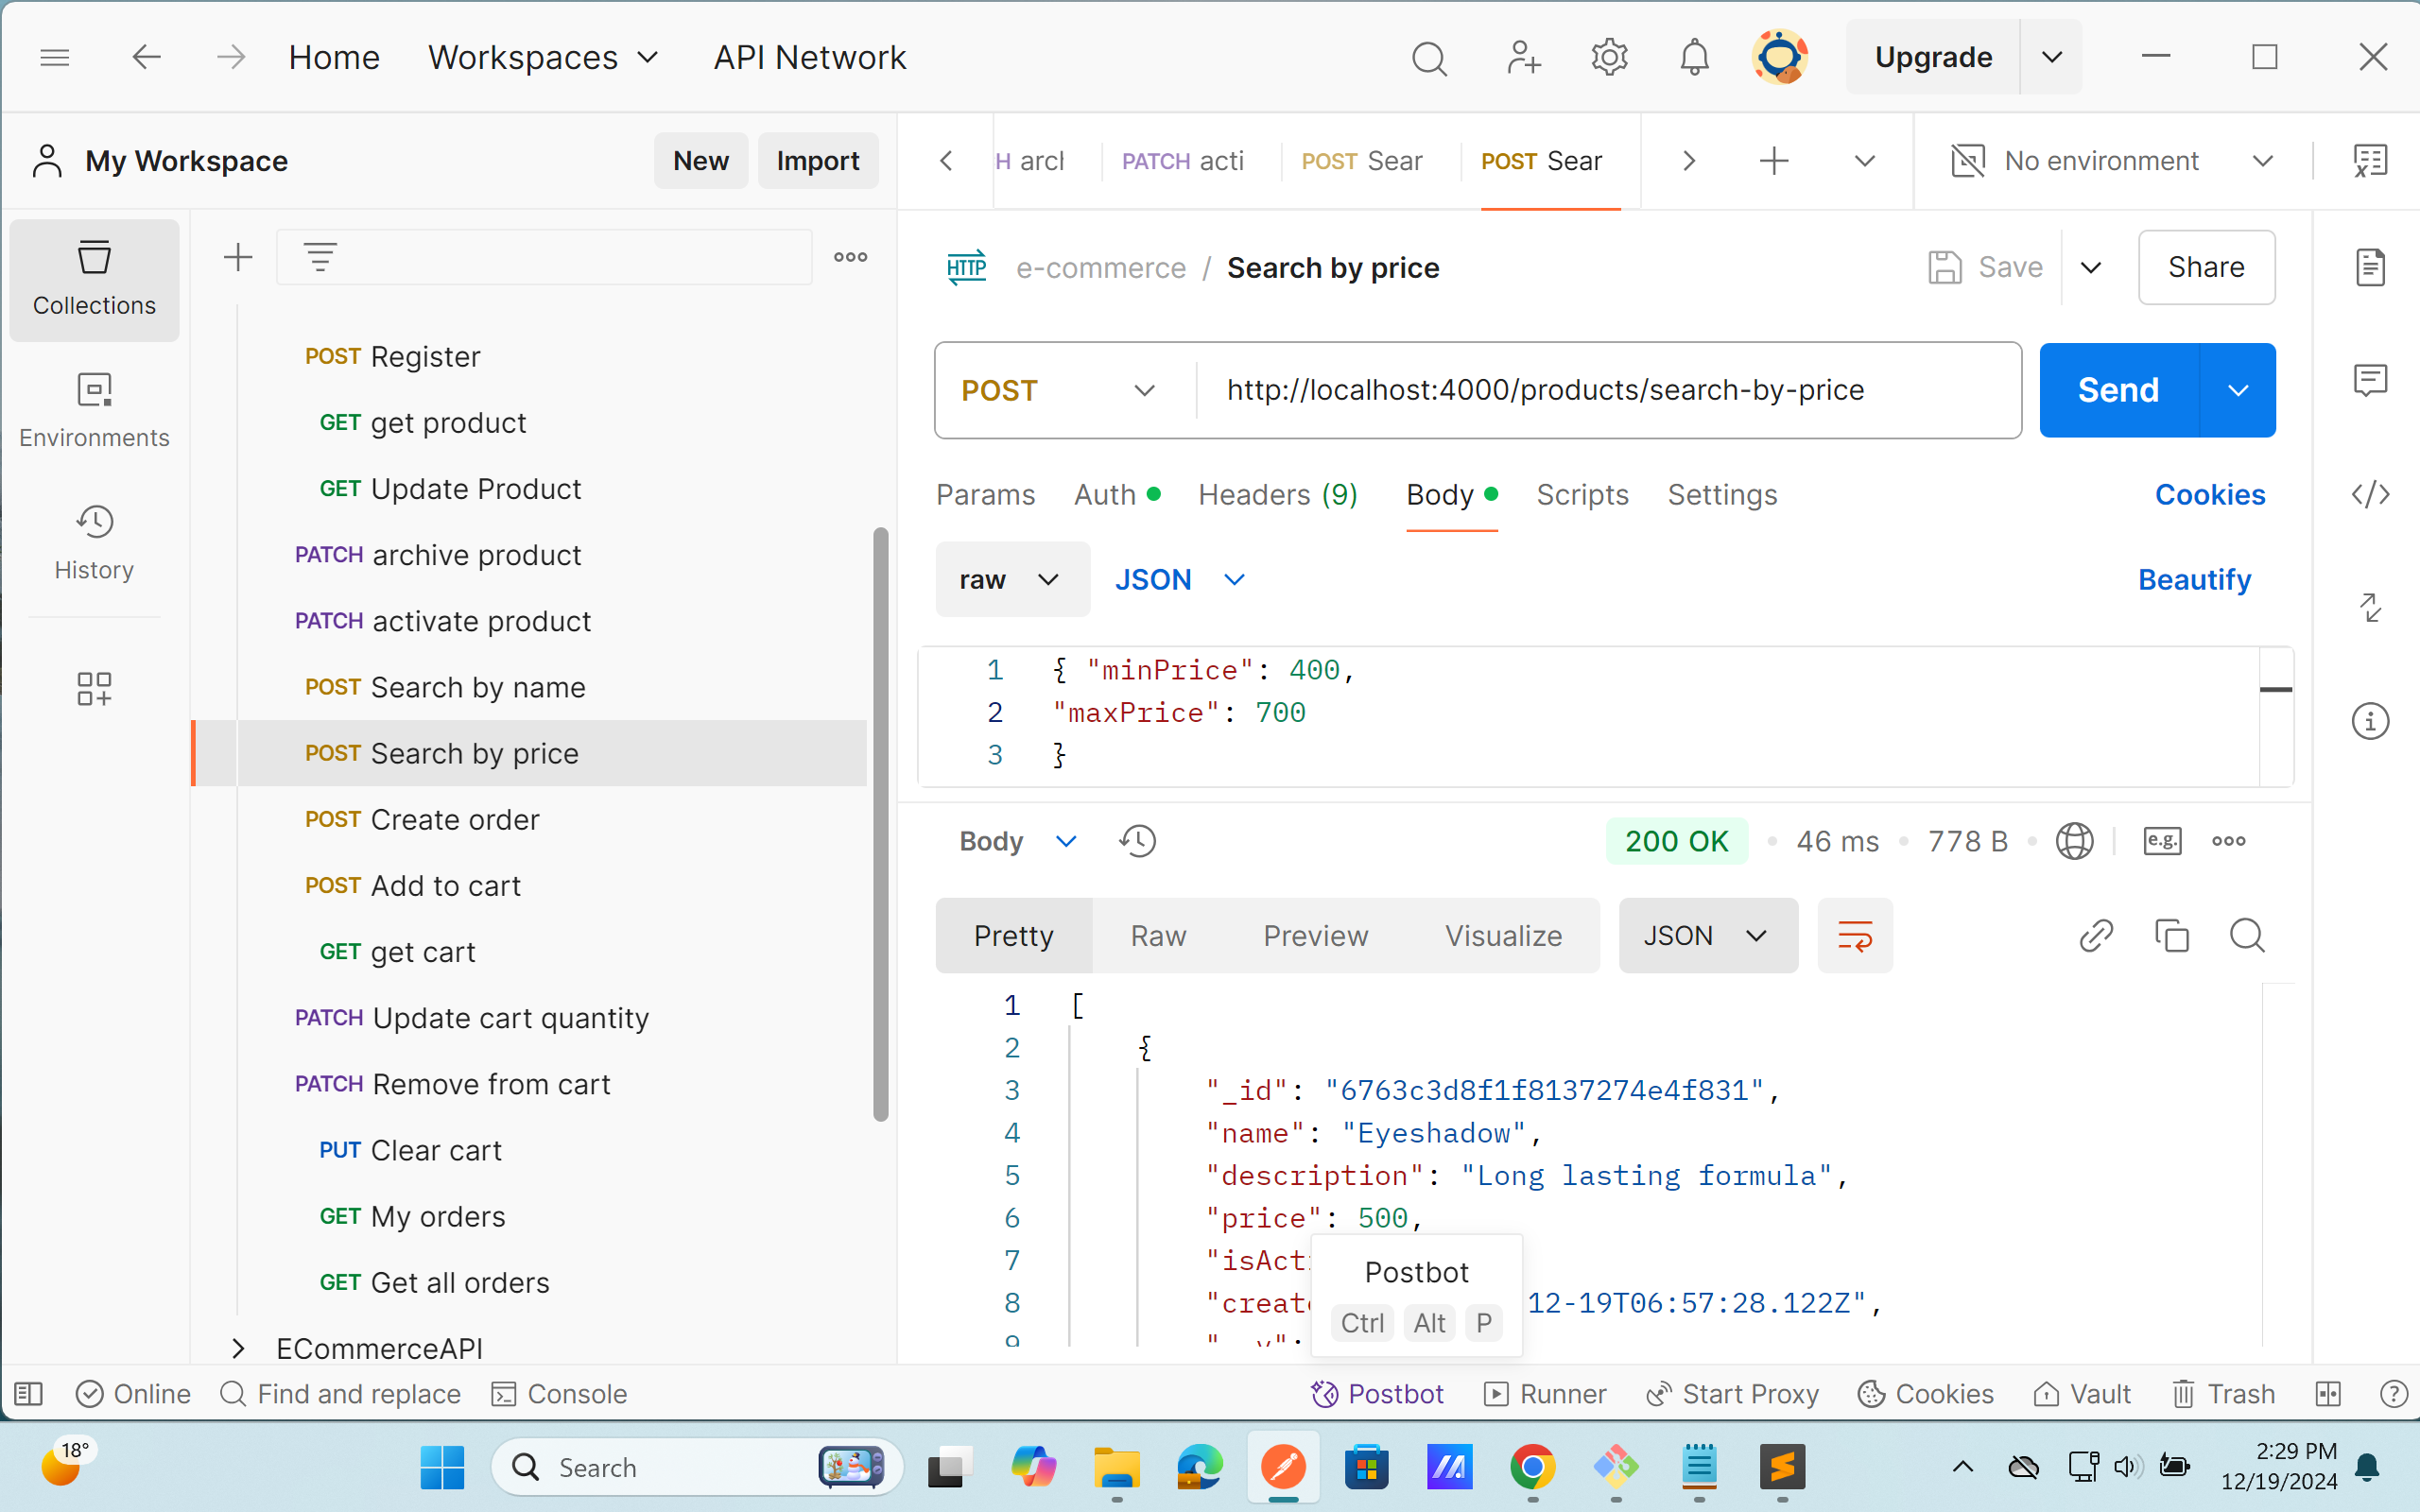 Home Workspaces API Network Upgrade
My Workspace New Import
H arch PATCH acti POST Sear POST Sear No environment
Collections
Environments
History
POST Register
GET get product
GET Update Product
PATCH archive product
PATCH activate product
POST Search by name
POST Search by price
POST Create order
POST Add to cart
GET get cart
PATCH Update cart quantity
PATCH Remove from cart
PUT Clear cart
GET My orders
GET Get all orders
ECommerceAPI
HTTP e-commerce / Search by price Save Share
POST http://localhost:4000/products/search-by-price Send
Params Auth Headers (9) Body Scripts Settings Cookies
raw JSON Beautify
1 { "minPrice": 400,
2 "maxPrice": 700
3 }
Body 200 OK 46 ms 778 B e.g.
Pretty Raw Preview Visualize JSON
1 [
2 {
3 "_id": "6763c3d8f1f8137274e4f831",
4 "name": "Eyeshadow",
5 "description": "Long lasting formula",
6 "price": 500,
7 "isActi
8 "create 12-19T06:57:28.122Z",
9 "__v":
Postbot
Ctrl Alt P
Online Find and replace Console Postbot Runner Start Proxy Cookies Vault Trash
18° Search 2:29 PM
12/19/2024